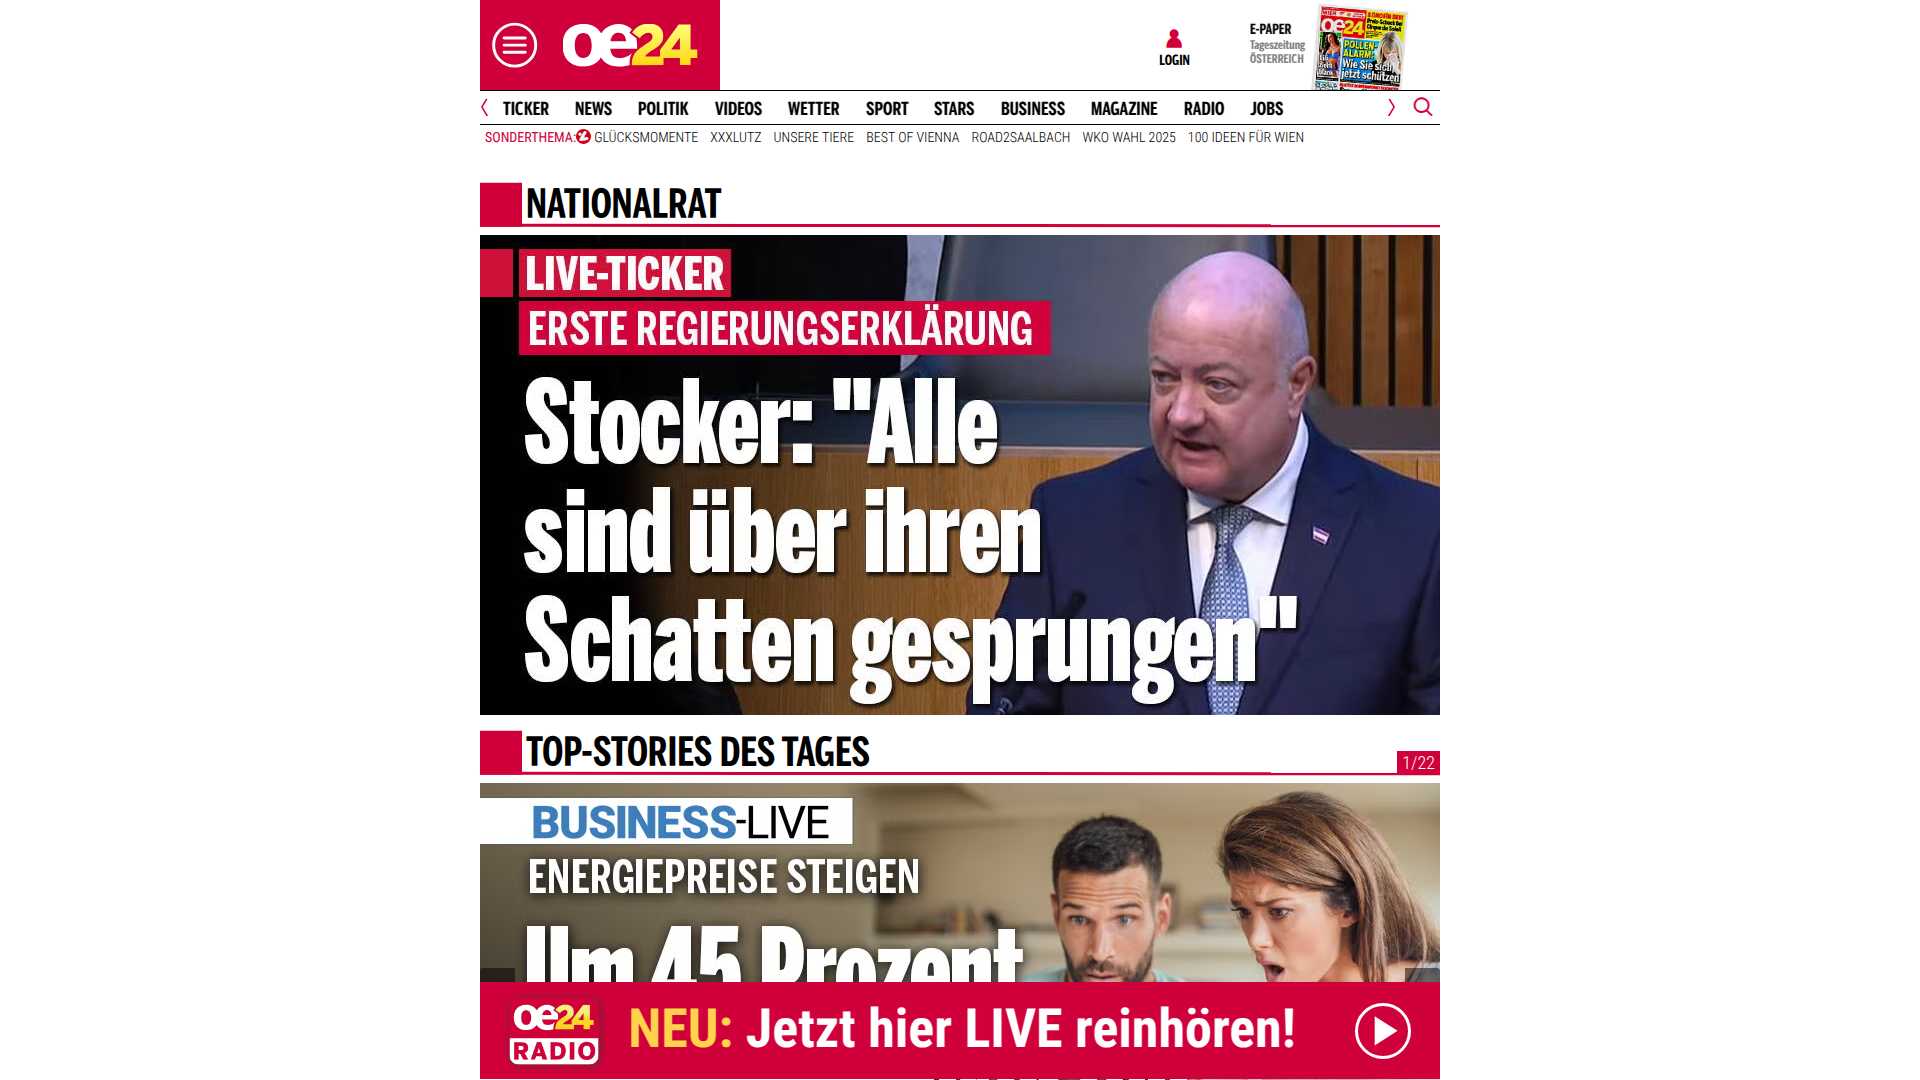 oe24
LOGIN
E-PAPER
Tageszeitung
ÖSTERREICH
oe24
POLLEN-
ALARM:
Wie Sie sich
jetzt schützen
TICKER NEWS POLITIK VIDEOS WETTER SPORT STARS BUSINESS MAGAZINE RADIO JOBS
SONDERTHEMA: GLÜCKSMOMENTE XXXLUTZ UNSERE TIERE BEST OF VIENNA ROAD2SAALBACH WKO WAHL 2025 100 IDEEN FÜR WIEN
NATIONALRAT
LIVE-TICKER
ERSTE REGIERUNGSERKLÄRUNG
Stocker: "Alle
sind über ihren
Schatten gesprungen"
TOP-STORIES DES TAGES
1/22
BUSINESS-LIVE
ENERGIEPREISE STEIGEN
Um 45 Prozent
oe24
RADIO
NEU: Jetzt hier LIVE reinhören!